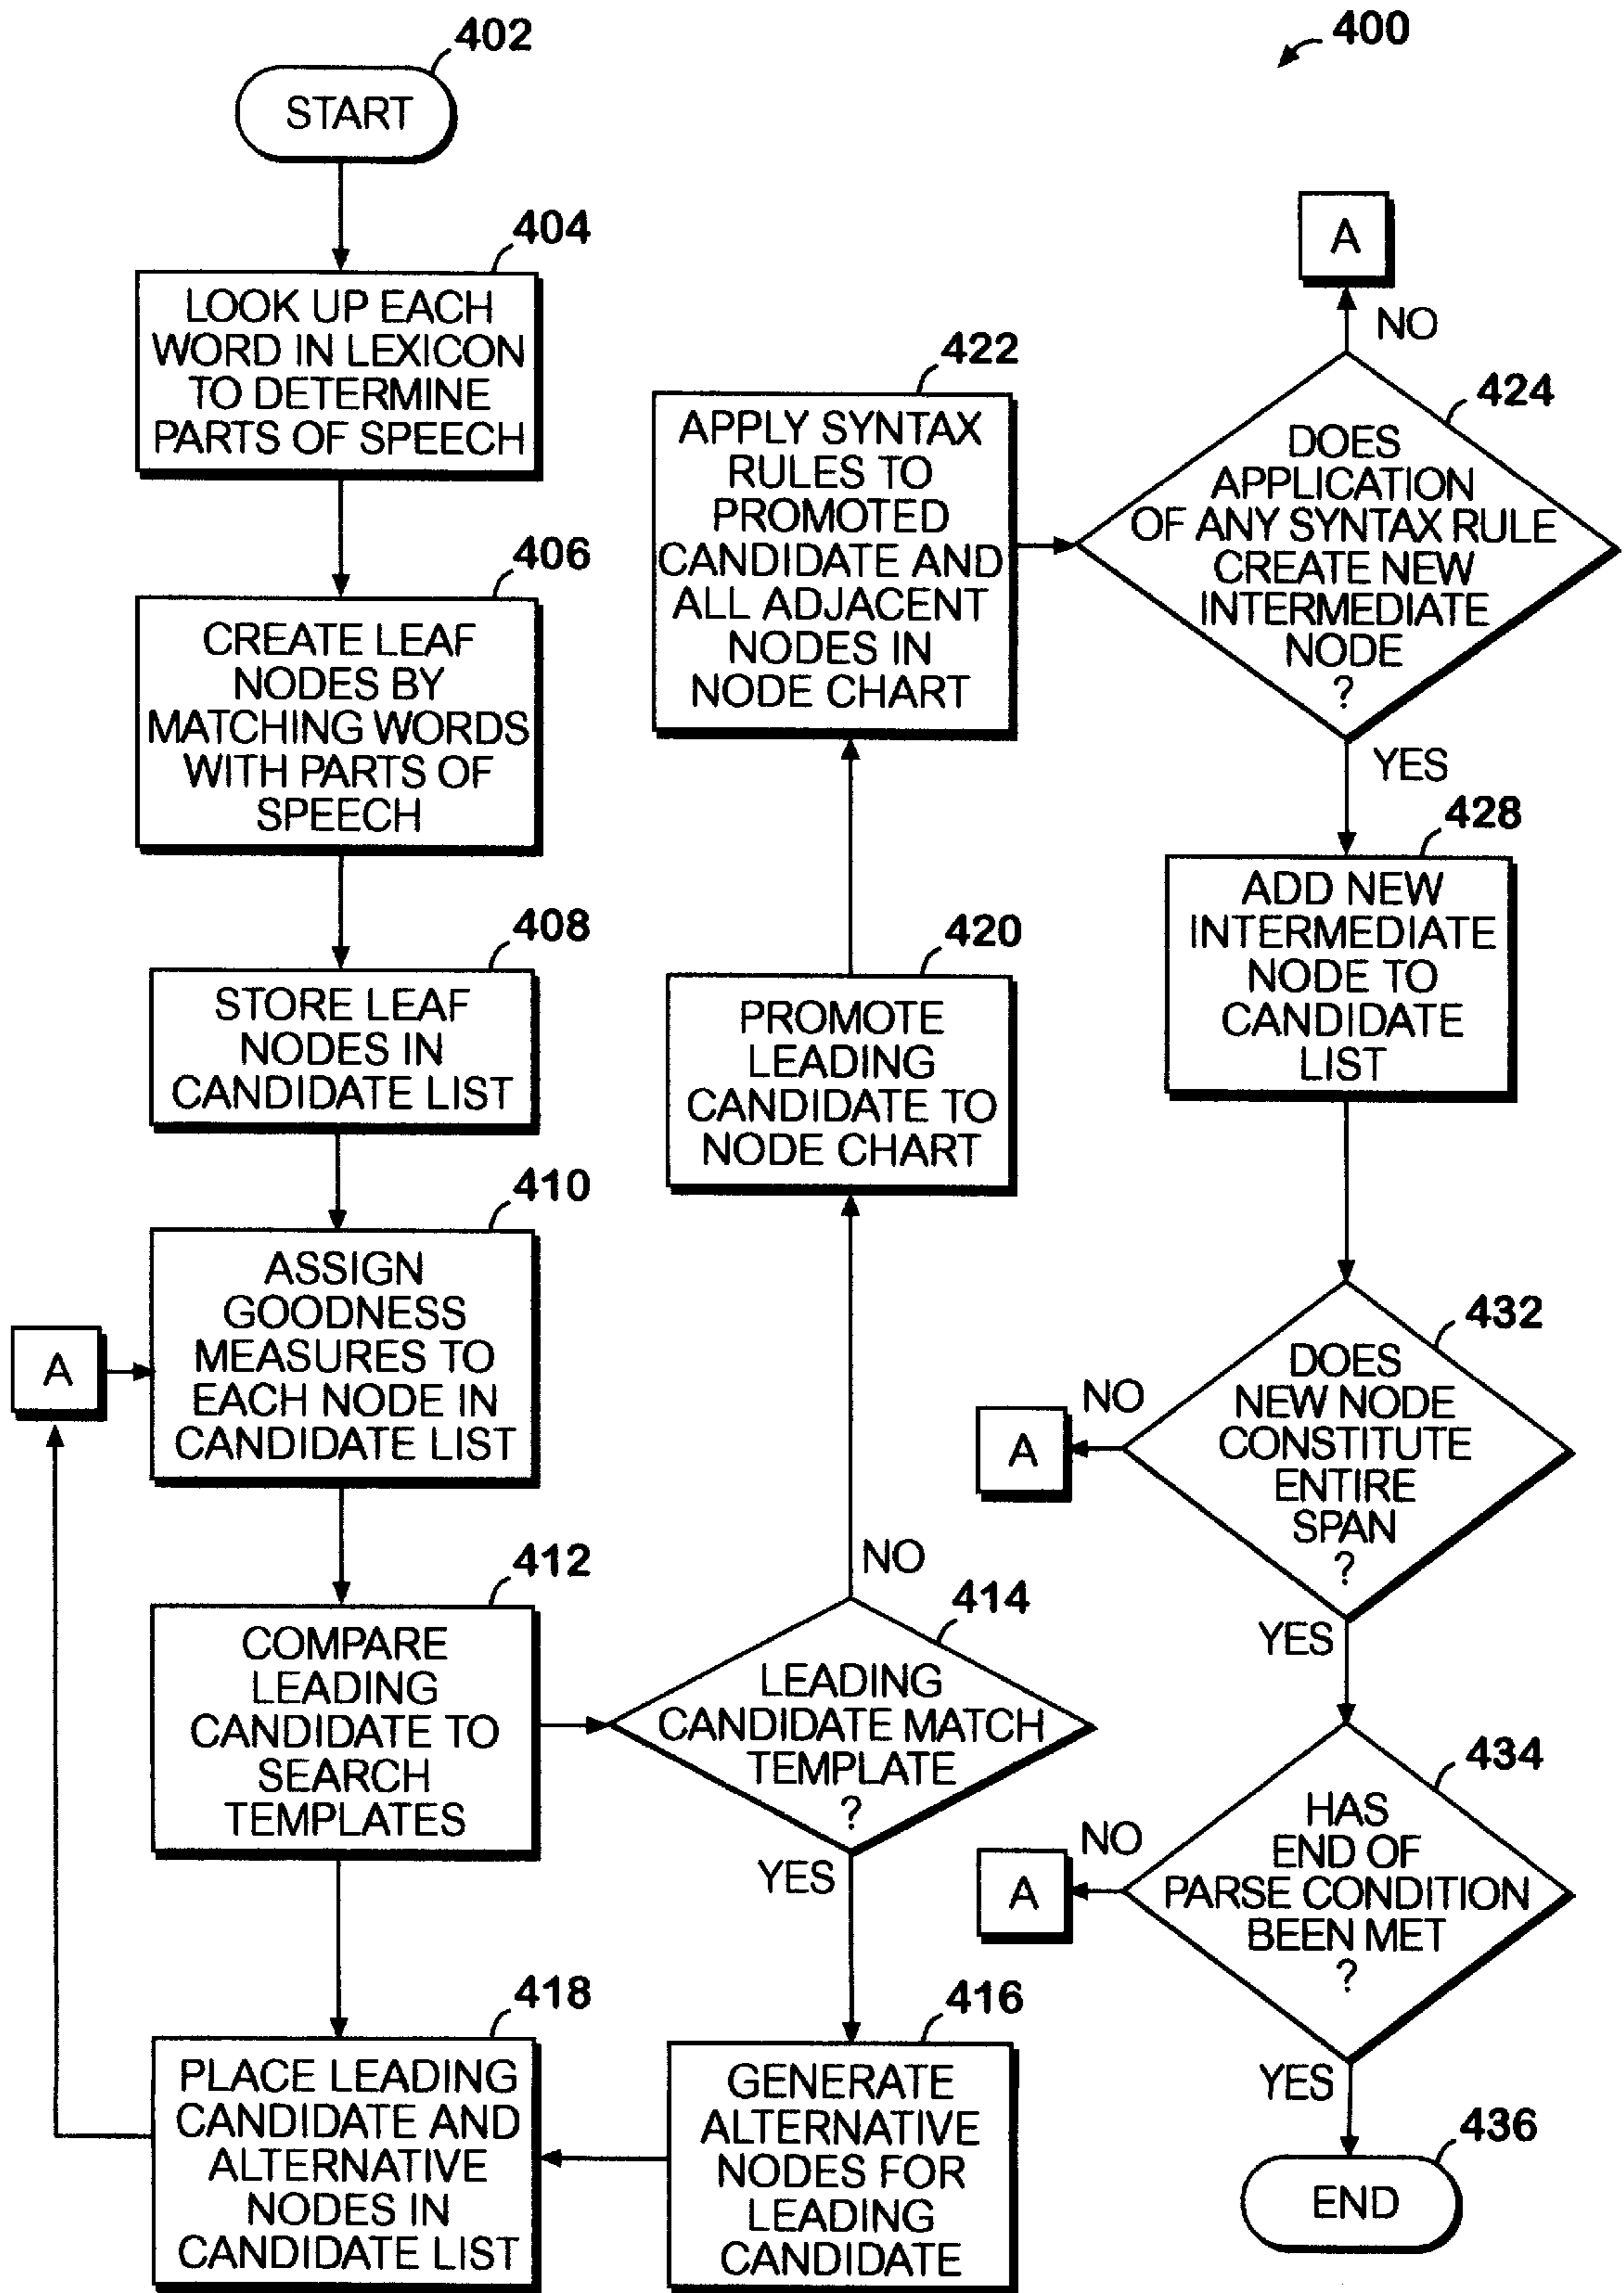 400
402
START
404
LOOK UP EACH
WORD IN LEXICON
TO DETERMINE
PARTS OF SPEECH
406
CREATE LEAF
NODES BY
MATCHING WORDS
WITH PARTS OF
SPEECH
408
STORE LEAF
NODES IN
CANDIDATE LIST
410
ASSIGN
GOODNESS
MEASURES TO
EACH NODE IN
CANDIDATE LIST
A
412
COMPARE
LEADING
CANDIDATE TO
SEARCH
TEMPLATES
418
PLACE LEADING
CANDIDATE AND
ALTERNATIVE
NODES IN
CANDIDATE LIST
422
APPLY SYNTAX
RULES TO
PROMOTED
CANDIDATE AND
ALL ADJACENT
NODES IN
NODE CHART
420
PROMOTE
LEADING
CANDIDATE TO
NODE CHART
NO
414
LEADING
CANDIDATE MATCH
TEMPLATE
?
YES
416
GENERATE
ALTERNATIVE
NODES FOR
LEADING
CANDIDATE
A
NO
424
DOES
APPLICATION
OF ANY SYNTAX RULE
CREATE NEW
INTERMEDIATE
NODE
?
YES
428
ADD NEW
INTERMEDIATE
NODE TO
CANDIDATE
LIST
432
DOES
NEW NODE
CONSTITUTE
ENTIRE
SPAN
?
NO
A
YES
434
HAS
END OF
PARSE CONDITION
BEEN MET
?
NO
A
YES
436
END